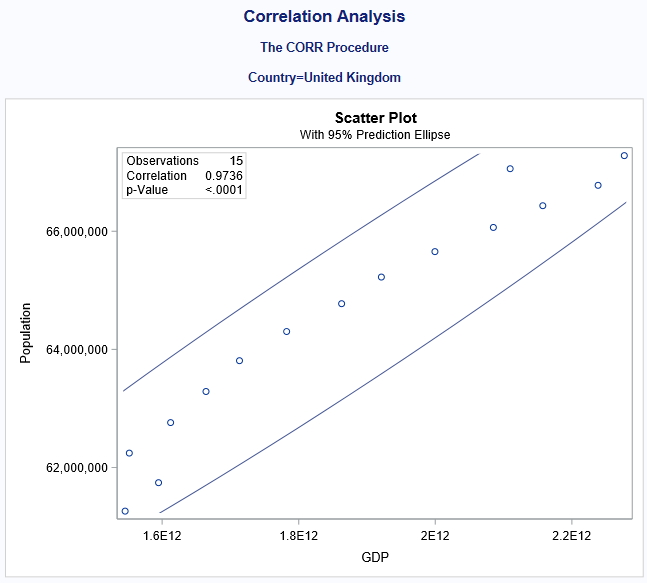 Correlation Analysis
The CORR Procedure
Country=United Kingdom
Scatter Plot
With 95% Prediction Ellipse
Observations 15
Correlation 0.9736
p-Value <.0001
66,000,000
64,000,000
62,000,000
Population
1.6E12 1.8E12 2E12 2.2E12
GDP